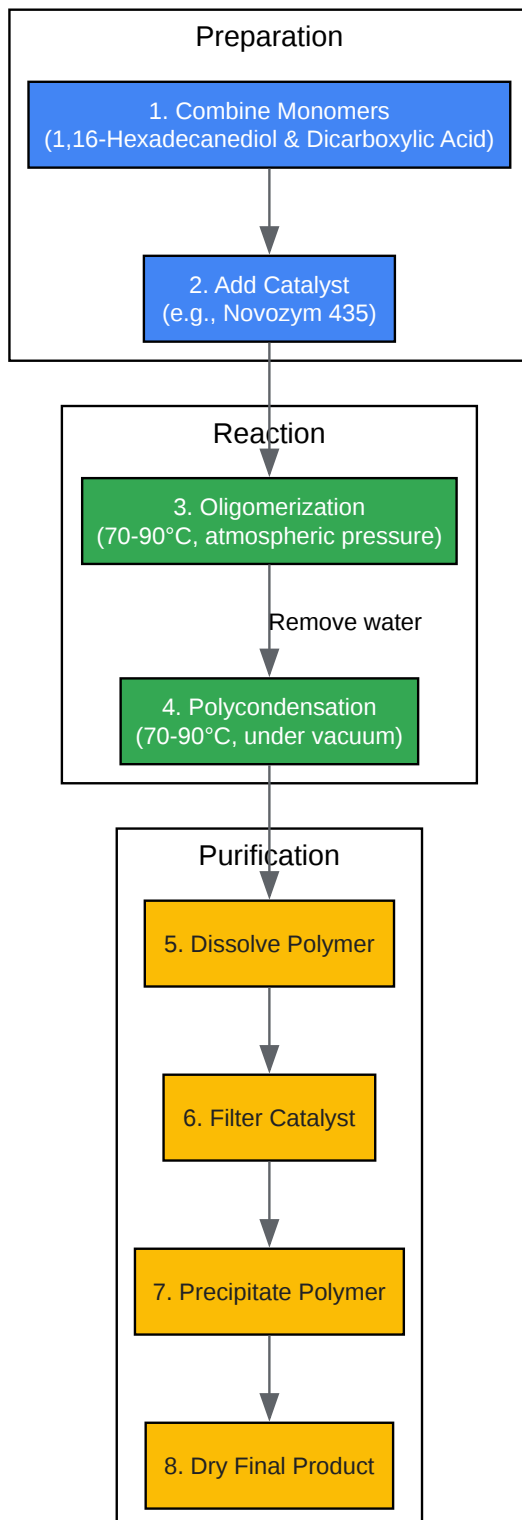 Preparation
1. Combine Monomers
(1,16-Hexadecanediol & Dicarboxylic Acid)
2. Add Catalyst
(e.g., Novozym 435)
Reaction
3. Oligomerization
(70-90°C, atmospheric pressure)
Remove water
4. Polycondensation
(70-90°C, under vacuum)
Purification
5. Dissolve Polymer
6. Filter Catalyst
7. Precipitate Polymer
8. Dry Final Product